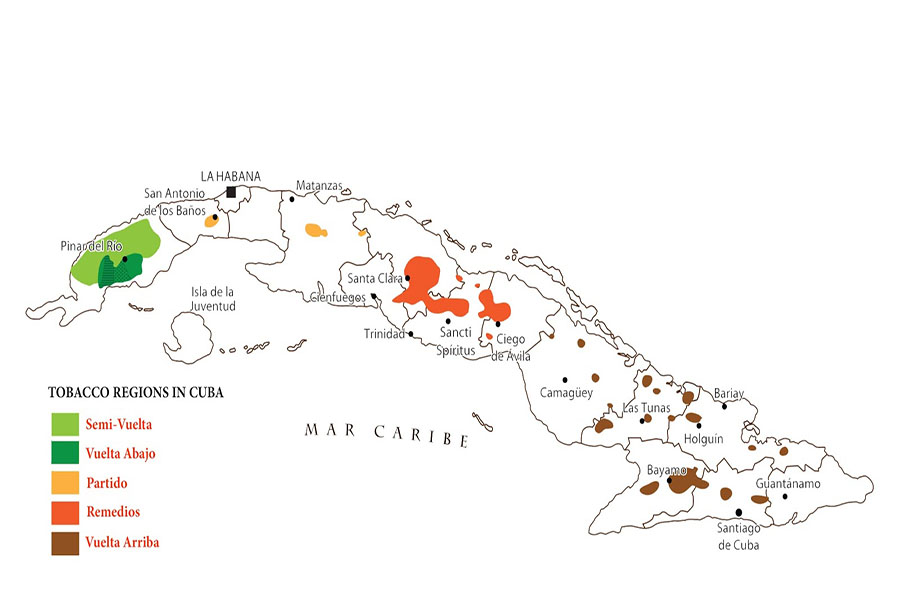 LA HABANA
San Antonio
de los Baños
Matanzas
Pinar del Rio
Isla de la
Juventud
Santa Clara
Cienfuegos
Trinidad
Sancti
Spíritus
Ciego
de Avila
Camagüey
Las Tunas
Bariay
Holguín
Bayamo
Guantánamo
Santiago
de Cuba
MAR CARIBE
TOBACCO REGIONS IN CUBA
Semi-Vuelta
Vuelta Abajo
Partido
Remedios
Vuelta Arriba